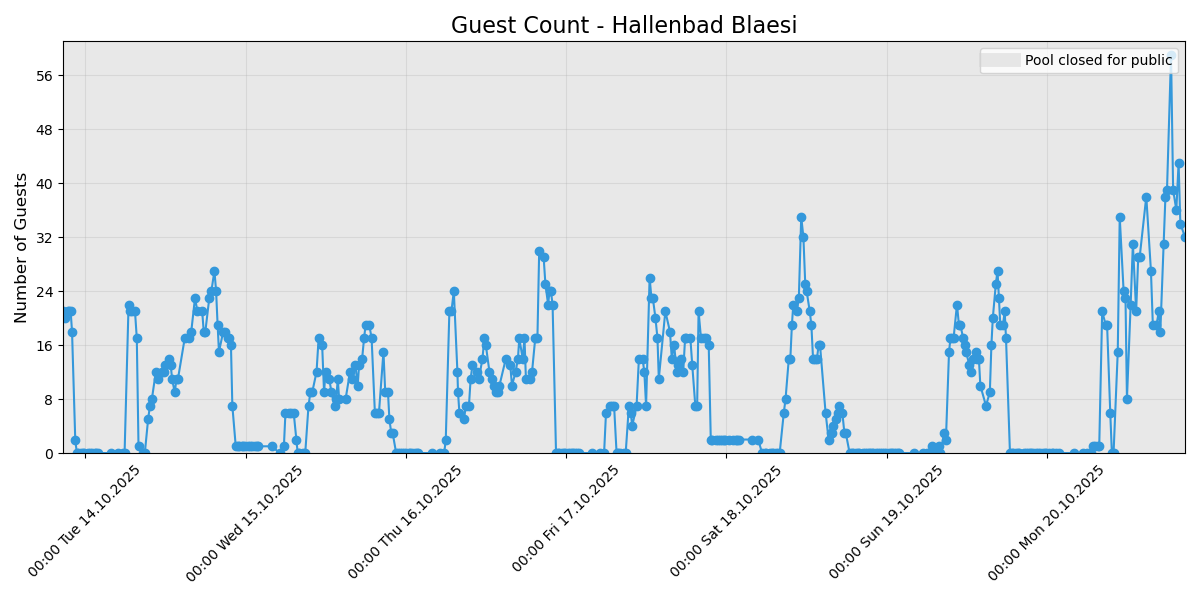 Guest Count - Hallenbad Blaesi
Pool closed for public
Number of Guests
56
48
40
32
24
16
8
0
00:00 Tue 14.10.2025
00:00 Wed 15.10.2025
00:00 Thu 16.10.2025
00:00 Fri 17.10.2025
00:00 Sat 18.10.2025
00:00 Sun 19.10.2025
00:00 Mon 20.10.2025